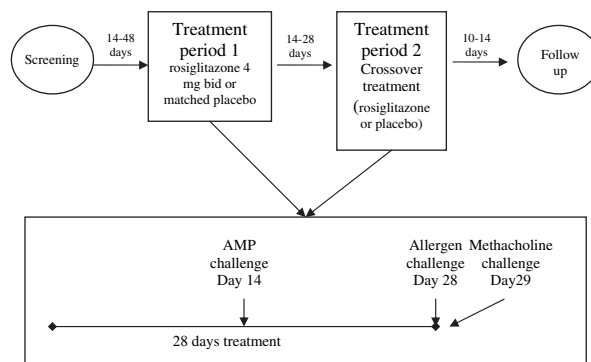 Screening
14-48
days
Treatment
period 1
rosiglitazone 4
mg bid or
matched placebo
14-28
days
Treatment
period 2
Crossover
treatment
(rosiglitazone
or placebo)
10-14
days
Follow
up
AMP
challenge
Day 14
Allergen
challenge
Day 28
Methacholine
challenge
Day29
28 days treatment